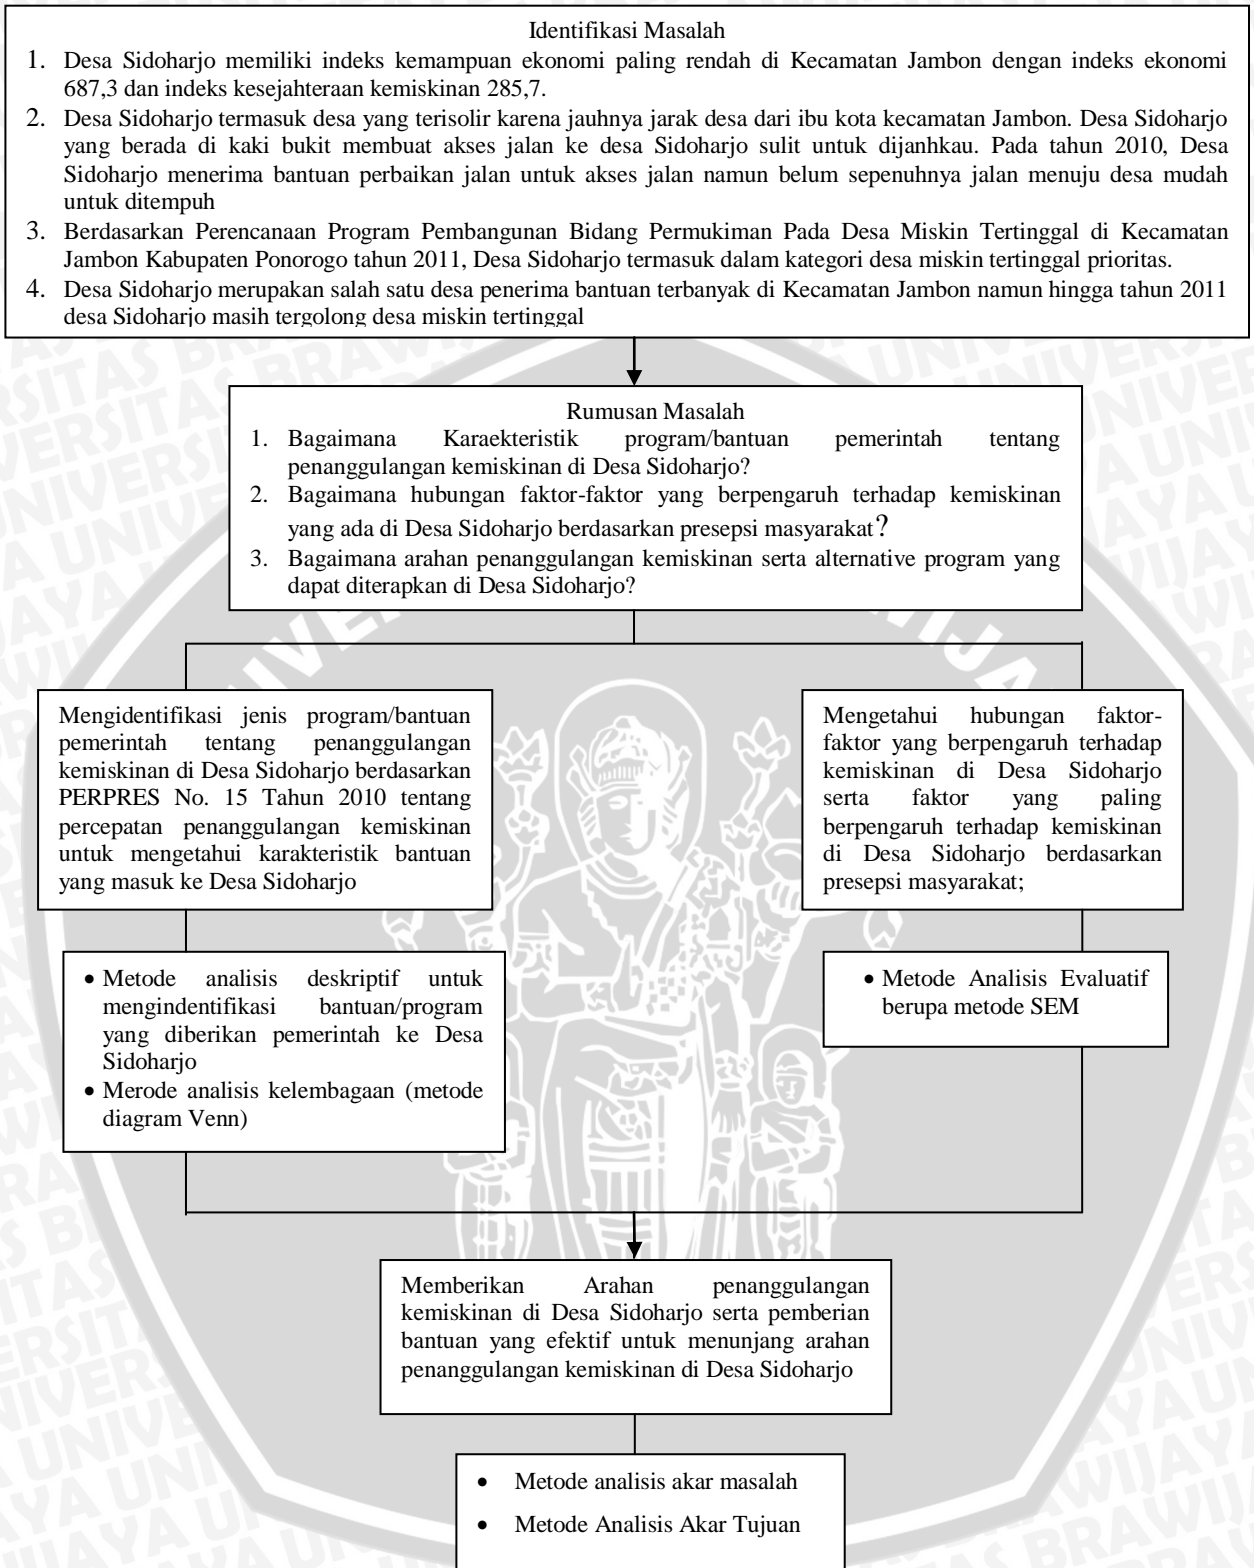 Identifikasi Masalah
1. Desa Sidoharjo memiliki indeks kemampuan ekonomi paling rendah di Kecamatan Jambon dengan indeks ekonomi
687,3 dan indeks kesejahteraan kemiskinan 285,7.
2. Desa Sidoharjo termasuk desa yang terisolir karena jauhnya jarak desa dari ibu kota kecamatan Jambon. Desa Sidoharjo
yang berada di kaki bukit membuat akses jalan ke desa Sidoharjo sulit untuk dijanhkau. Pada tahun 2010, Desa
Sidoharjo menerima bantuan perbaikan jalan untuk akses jalan namun belum sepenuhnya jalan menuju desa mudah
untuk ditempuh
3. Berdasarkan Perencanaan Program Pembangunan Bidang Permukiman Pada Desa Miskin Tertinggal di Kecamatan
Jambon Kabupaten Ponorogo tahun 2011, Desa Sidoharjo termasuk dalam kategori desa miskin tertinggal prioritas.
4. Desa Sidoharjo merupakan salah satu desa penerima bantuan terbanyak di Kecamatan Jambon namun hingga tahun 2011
desa Sidoharjo masih tergolong desa miskin tertinggal
Rumusan Masalah
1. Bagaimana Karaekteristik program/bantuan pemerintah tentang
penanggulangan kemiskinan di Desa Sidoharjo?
2. Bagaimana hubungan faktor-faktor yang berpengaruh terhadap kemiskinan
yang ada di Desa Sidoharjo berdasarkan presepsi masyarakat?
3. Bagaimana arahan penanggulangan kemiskinan serta alternative program yang
dapat diterapkan di Desa Sidoharjo?
Mengidentifikasi jenis program/bantuan
pemerintah tentang penanggulangan
kemiskinan di Desa Sidoharjo berdasarkan
PERPRES No. 15 Tahun 2010 tentang
percepatan penanggulangan kemiskinan
untuk mengetahui karakteristik bantuan
yang masuk ke Desa Sidoharjo
Mengetahui hubungan faktor-
faktor yang berpengaruh terhadap
kemiskinan di Desa Sidoharjo
serta faktor yang paling
berpengaruh terhadap kemiskinan
di Desa Sidoharjo berdasarkan
presepsi masyarakat;
• Metode analisis deskriptif untuk
mengindentifikasi bantuan/program
yang diberikan pemerintah ke Desa
Sidoharjo
• Merode analisis kelembagaan (metode
diagram Venn)
• Metode Analisis Evaluatif
berupa metode SEM
Memberikan Arahan penanggulangan
kemiskinan di Desa Sidoharjo serta pemberian
bantuan yang efektif untuk menunjang arahan
penanggulangan kemiskinan di Desa Sidoharjo
• Metode analisis akar masalah
• Metode Analisis Akar Tujuan